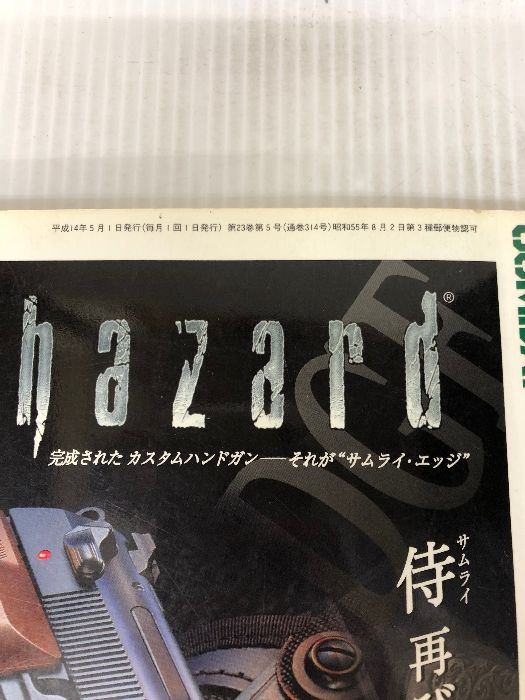 平成14年5月1日発行(毎月1回1日発行) 第23巻第5号(通巻314号)昭和55年8月2日第3種郵便物認可
hazard®
完成された カスタムハンドガン──それが“サムライ・エッジ”
サムライ
侍 再び